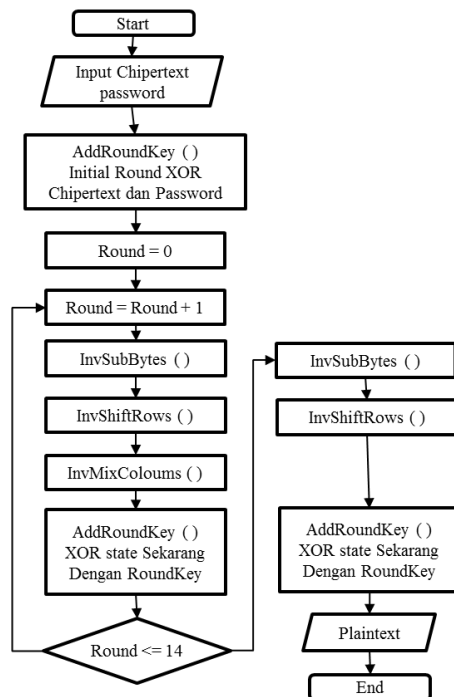 Start
Input Chipertext
password
AddRoundKey ( )
Initial Round XOR
Chipertext dan Password
Round = 0
Round = Round + 1
InvSubBytes ( )
InvShiftRows ( )
InvMixColoums ( )
AddRoundKey ( )
XOR state Sekarang
Dengan RoundKey
Round <= 14
InvSubBytes ( )
InvShiftRows ( )
AddRoundKey ( )
XOR state Sekarang
Dengan RoundKey
Plaintext
End